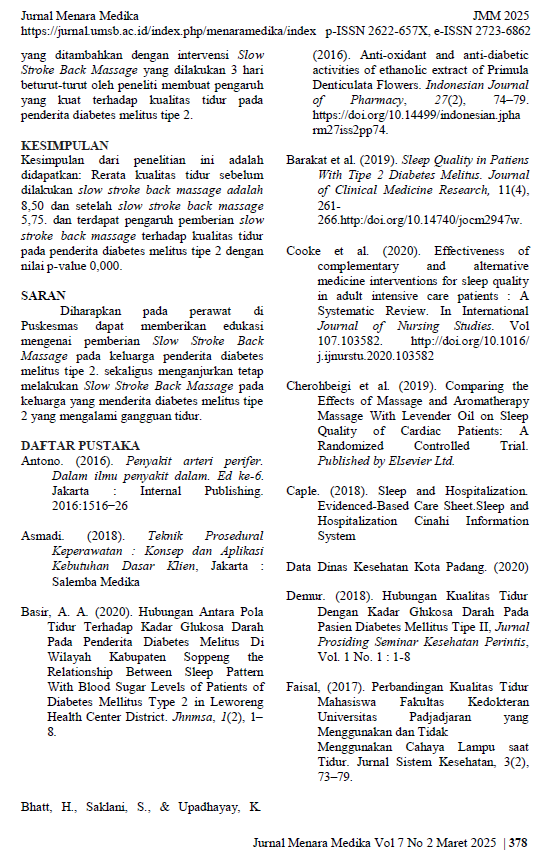 Jurnal Menara Medika JMM 2025
https://jurnal.umsb.ac.id/index.php/menaramedika/index p-ISSN 2622-657X, e-ISSN 2723-6862
yang ditambahkan dengan intervensi Slow
Stroke Back Massage yang dilakukan 3 hari
beturut-turut oleh peneliti membuat pengaruh
yang kuat terhadap kualitas tidur pada
penderita diabetes melitus tipe 2.
KESIMPULAN
Kesimpulan dari penelitian ini adalah
didapatkan: Rerata kualitas tidur sebelum
dilakukan slow stroke back massage adalah
8,50 dan setelah slow stroke back massage
5,75. dan terdapat pengaruh pemberian slow
stroke back massage terhadap kualitas tidur
pada penderita diabetes melitus tipe 2 dengan
nilai p-value 0,000.
SARAN
Diharapkan pada perawat di
Puskesmas dapat memberikan edukasi
mengenai pemberian Slow Stroke Back
Massage pada keluarga penderita diabetes
melitus tipe 2. sekaligus menganjurkan tetap
melakukan Slow Stroke Back Massage pada
keluarga yang menderita diabetes melitus tipe
2 yang mengalami gangguan tidur.
DAFTAR PUSTAKA
Antono. (2016). Penyakit arteri perifer.
Dalam ilmu penyakit dalam. Ed ke-6.
Jakarta : Internal Publishing.
2016:1516–26
Asmadi. (2018). Teknik Prosedural
Keperawatan : Konsep dan Aplikasi
Kebutuhan Dasar Klien, Jakarta :
Salemba Medika
Basir, A. A. (2020). Hubungan Antara Pola
Tidur Terhadap Kadar Glukosa Darah
Pada Penderita Diabetes Melitus Di
Wilayah Kabupaten Soppeng the
Relationship Between Sleep Pattern
With Blood Sugar Levels of Patients of
Diabetes Mellitus Type 2 in Leworeng
Health Center District. Jhnmsa, 1(2), 1–
8.
Bhatt, H., Saklani, S., & Upadhayay, K.
(2016). Anti-oxidant and anti-diabetic
activities of ethanolic extract of Primula
Denticulata Flowers. Indonesian Journal
of Pharmacy, 27(2), 74–79.
https://doi.org/10.14499/indonesian.jpha
rm27iss2pp74.
Barakat et al. (2019). Sleep Quality in Patiens
With Tipe 2 Diabetes Melitus. Journal
of Clinical Medicine Research, 11(4),
261-
266.http:/doi.org/10.14740/jocm2947w.
Cooke et al. (2020). Effectiveness of
complementary and alternative
medicine interventions for sleep quality
in adult intensive care patients : A
Systematic Review. In International
Journal of Nursing Studies. Vol
107.103582. http://doi.org/10.1016/
j.ijnurstu.2020.103582
Cherohbeigi et al. (2019). Comparing the
Effects of Massage and Aromatherapy
Massage With Levender Oil on Sleep
Quality of Cardiac Patients: A
Randomized Controlled Trial.
Published by Elsevier Ltd.
Caple. (2018). Sleep and Hospitalization.
Evidenced-Based Care Sheet.Sleep and
Hospitalization Cinahi Information
System
Data Dinas Kesehatan Kota Padang. (2020)
Demur. (2018). Hubungan Kualitas Tidur
Dengan Kadar Glukosa Darah Pada
Pasien Diabetes Mellitus Tipe II, Jurnal
Prosiding Seminar Kesehatan Perintis,
Vol. 1 No. 1 : 1-8
Faisal, (2017). Perbandingan Kualitas Tidur
Mahasiswa Fakultas Kedokteran
Universitas Padjadjaran yang
Menggunakan dan Tidak
Menggunakan Cahaya Lampu saat
Tidur. Jurnal Sistem Kesehatan, 3(2),
73–79.
Jurnal Menara Medika Vol 7 No 2 Maret 2025 | 378